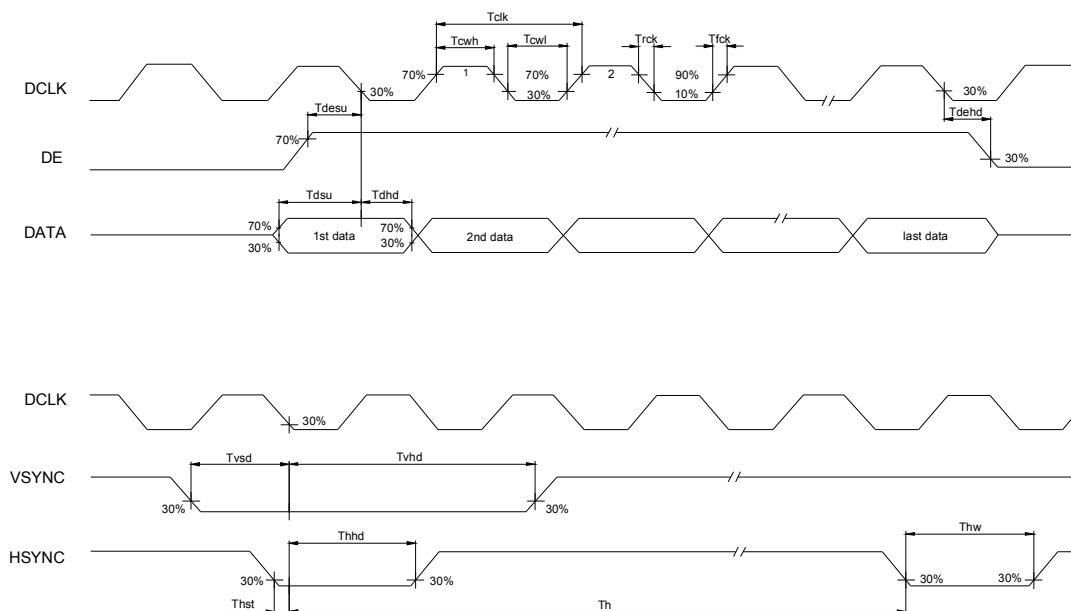 Tclk
Tcwh Tcwl Trck Tfck
70% 1 70% 2 90%
DCLK 30% 30% 10% 30%
Tdesu Tdehd
70%
DE 30%
Tdsu Tdhd
70% 70%
DATA 1st data 2nd data last data
30% 30%
DCLK
30%
Tvsd Tvhd
VSYNC
30% 30%
Thhd Thw
HSYNC
30% 30% 30% 30%
Thst Th